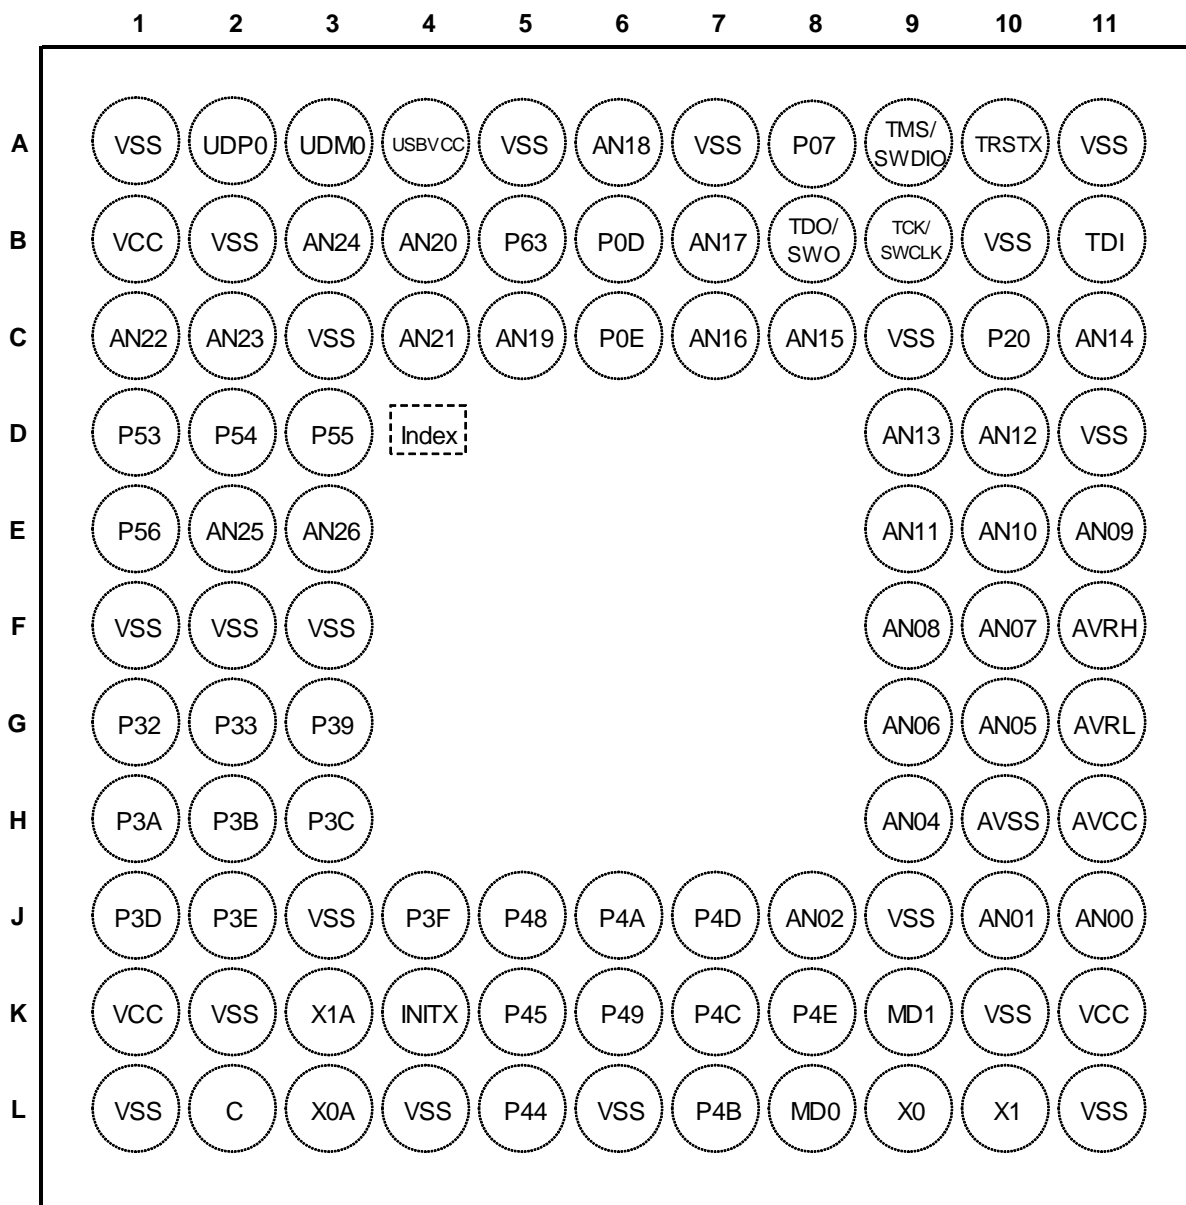 1 2 3 4 5 6 7 8 9 10 11
A VSS UDP0 UDM0 USBVCC VSS AN18 VSS P07 TMS/ SWDIO TRSTX VSS
B VCC VSS AN24 AN20 P63 P0D AN17 TDO/ SWO TCK/ SWCLK VSS TDI
C AN22 AN23 VSS AN21 AN19 P0E AN16 AN15 VSS P20 AN14
D P53 P54 P55 Index AN13 AN12 VSS
E P56 AN25 AN26 AN11 AN10 AN09
F VSS VSS VSS AN08 AN07 AVRH
G P32 P33 P39 AN06 AN05 AVRL
H P3A P3B P3C AN04 AVSS AVCC
J P3D P3E VSS P3F P48 P4A P4D AN02 VSS AN01 AN00
K VCC VSS X1A INITX P45 P49 P4C P4E MD1 VSS VCC
L VSS C X0A VSS P44 VSS P4B MD0 X0 X1 VSS